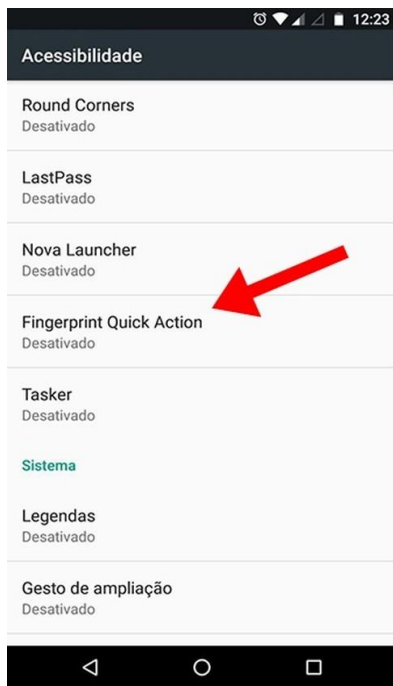 12:23
Acessibilidade
Round Corners
Desativado
LastPass
Desativado
Nova Launcher
Desativado
Fingerprint Quick Action
Desativado
Tasker
Desativado
Sistema
Legendas
Desativado
Gesto de ampliação
Desativado